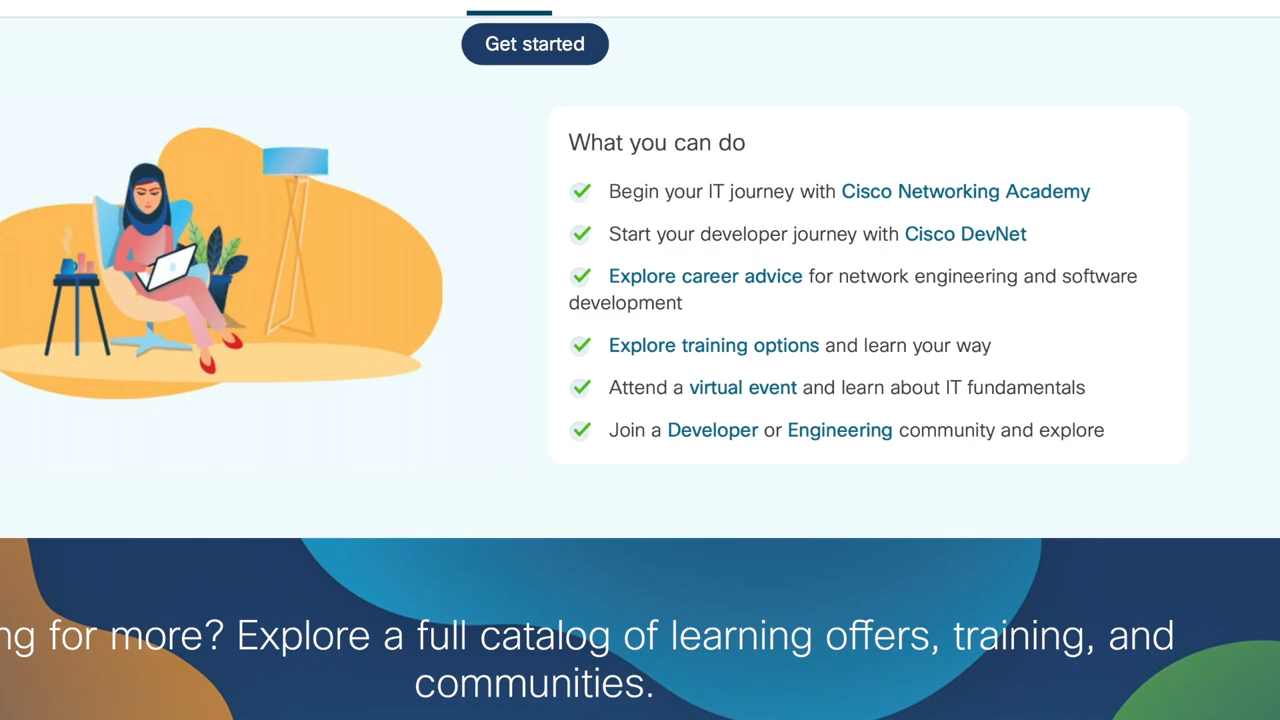 Get started
What you can do
Begin your IT journey with Cisco Networking Academy
Start your developer journey with Cisco DevNet
Explore career advice for network engineering and software
development
Explore training options and learn your way
Attend a virtual event and learn about IT fundamentals
Join a Developer or Engineering community and explore
for more? Explore a full catalog of learning offers, training, and
communities.